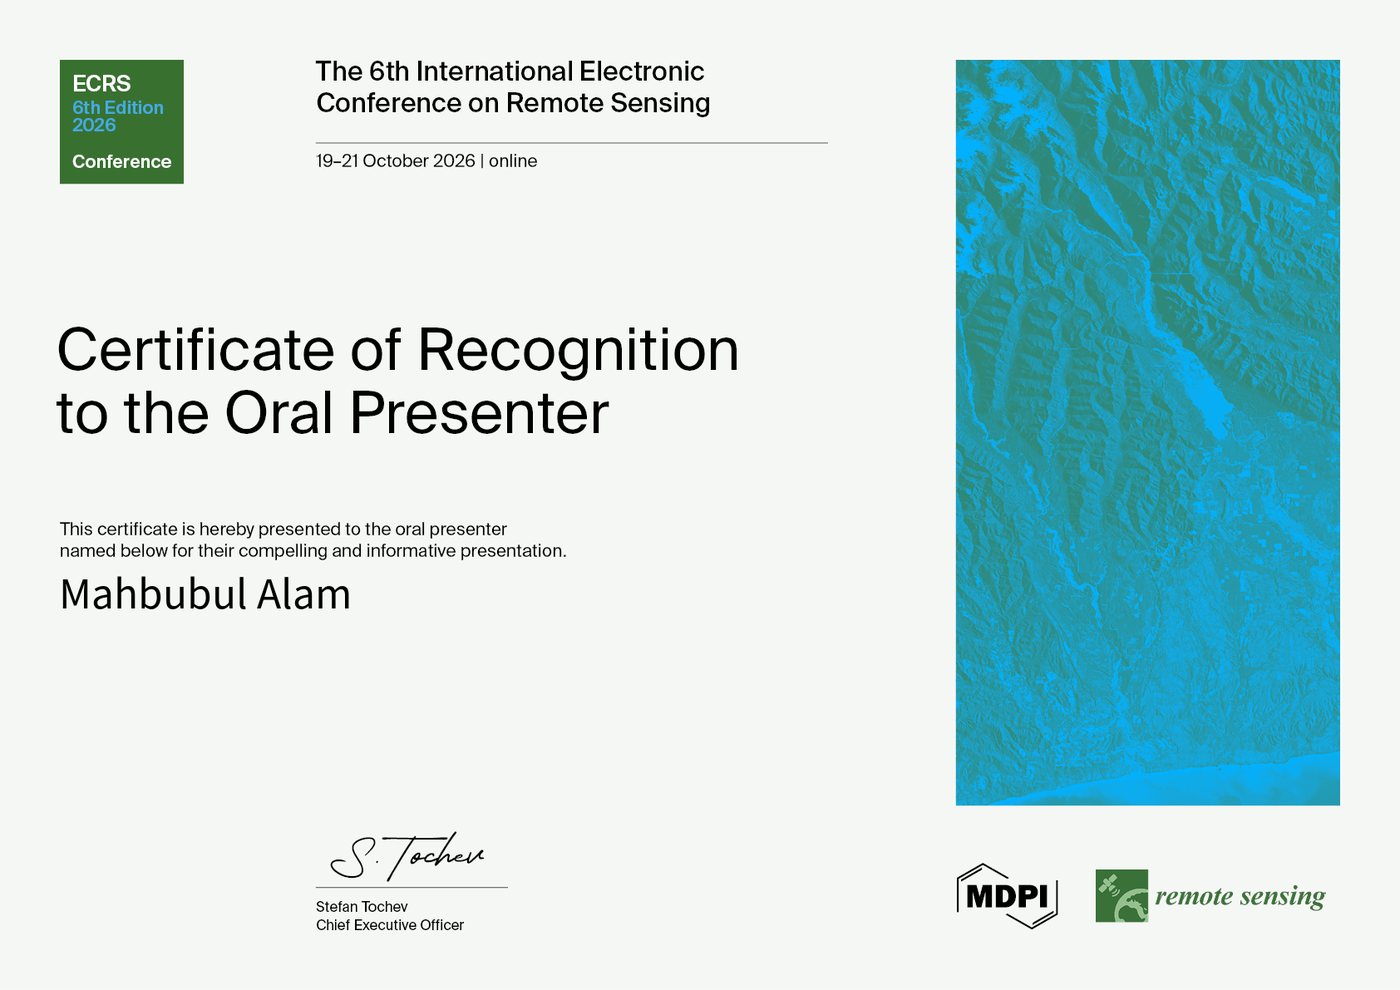 ECRS
6th Edition
2026
Conference
The 6th International Electronic
Conference on Remote Sensing
19–21 October 2026 | online
Certificate of Recognition
to the Oral Presenter
This certificate is hereby presented to the oral presenter
named below for their compelling and informative presentation.
Mahbubul Alam
S. Tochev
Stefan Tochev
Chief Executive Officer
MDPI
remote sensing